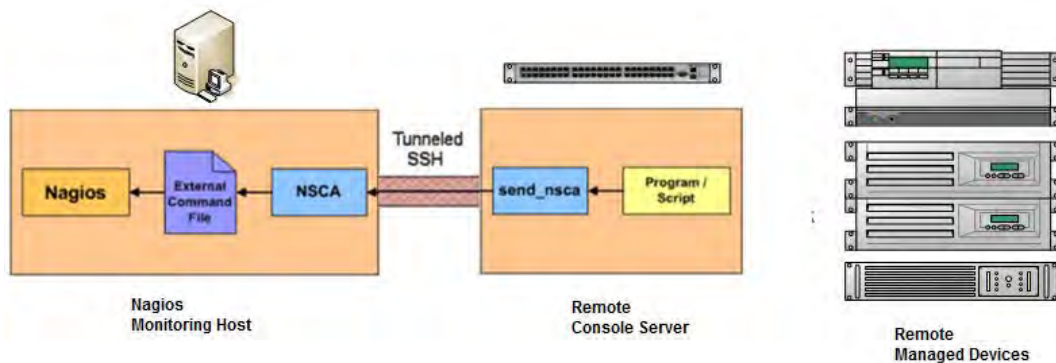 Tunneled
SSH
Nagios
External
Command
File
NSCA
send_nsca
Program /
Script
Nagios
Monitoring Host
Remote
Console Server
Remote
Managed Devices